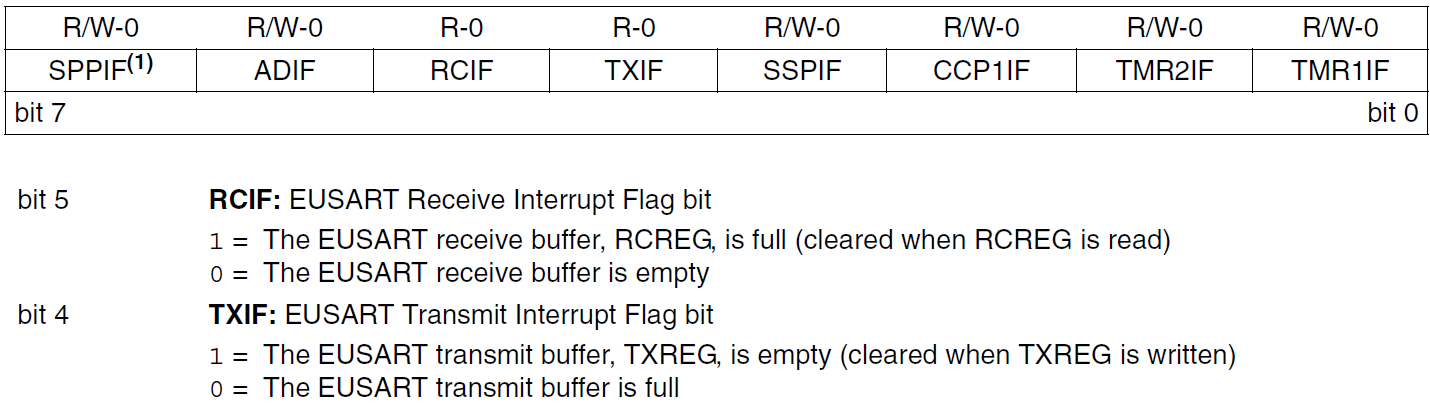 R/W-0 R/W-0 R-0 R-0 R/W-0 R/W-0 R/W-0 R/W-0
SPPIF(1) ADIF RCIF TXIF SSPIF CCP1IF TMR2IF TMR1IF
bit 7 bit 0
bit 5 RCIF: EUSART Receive Interrupt Flag bit
1 = The EUSART receive buffer, RCREG, is full (cleared when RCREG is read)
0 = The EUSART receive buffer is empty
bit 4 TXIF: EUSART Transmit Interrupt Flag bit
1 = The EUSART transmit buffer, TXREG, is empty (cleared when TXREG is written)
0 = The EUSART transmit buffer is full